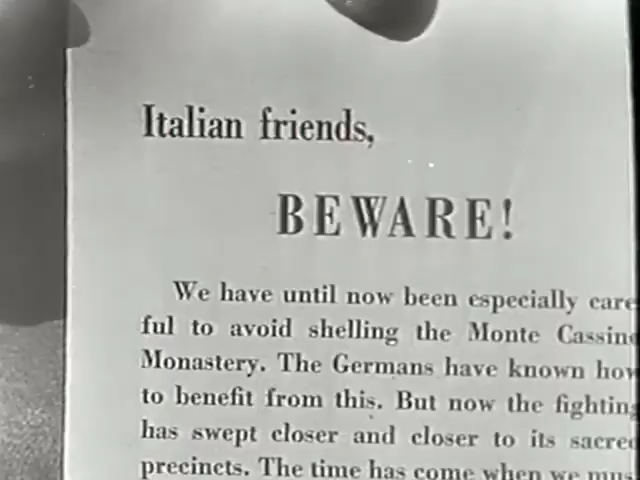 Italian friends,
BEWARE!
We have until now been especially care
ful to avoid shelling the Monte Cassino
Monastery. The Germans have known how
to benefit from this. But now the fighting
has swept closer and closer to its sacred
precincts. The time has come when we must